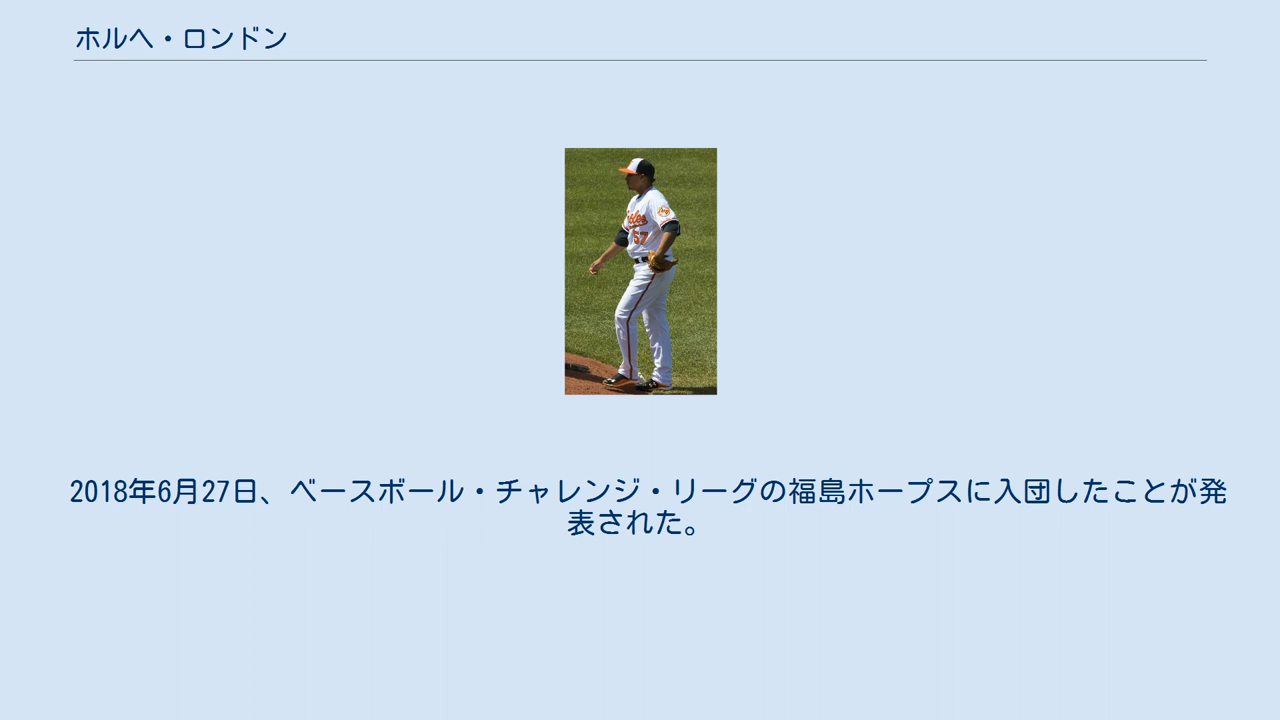 ホルヘ・ロンドン
57
2018年6月27日、ベースボール・チャレンジ・リーグの福島ホープスに入団したことが発
表された。